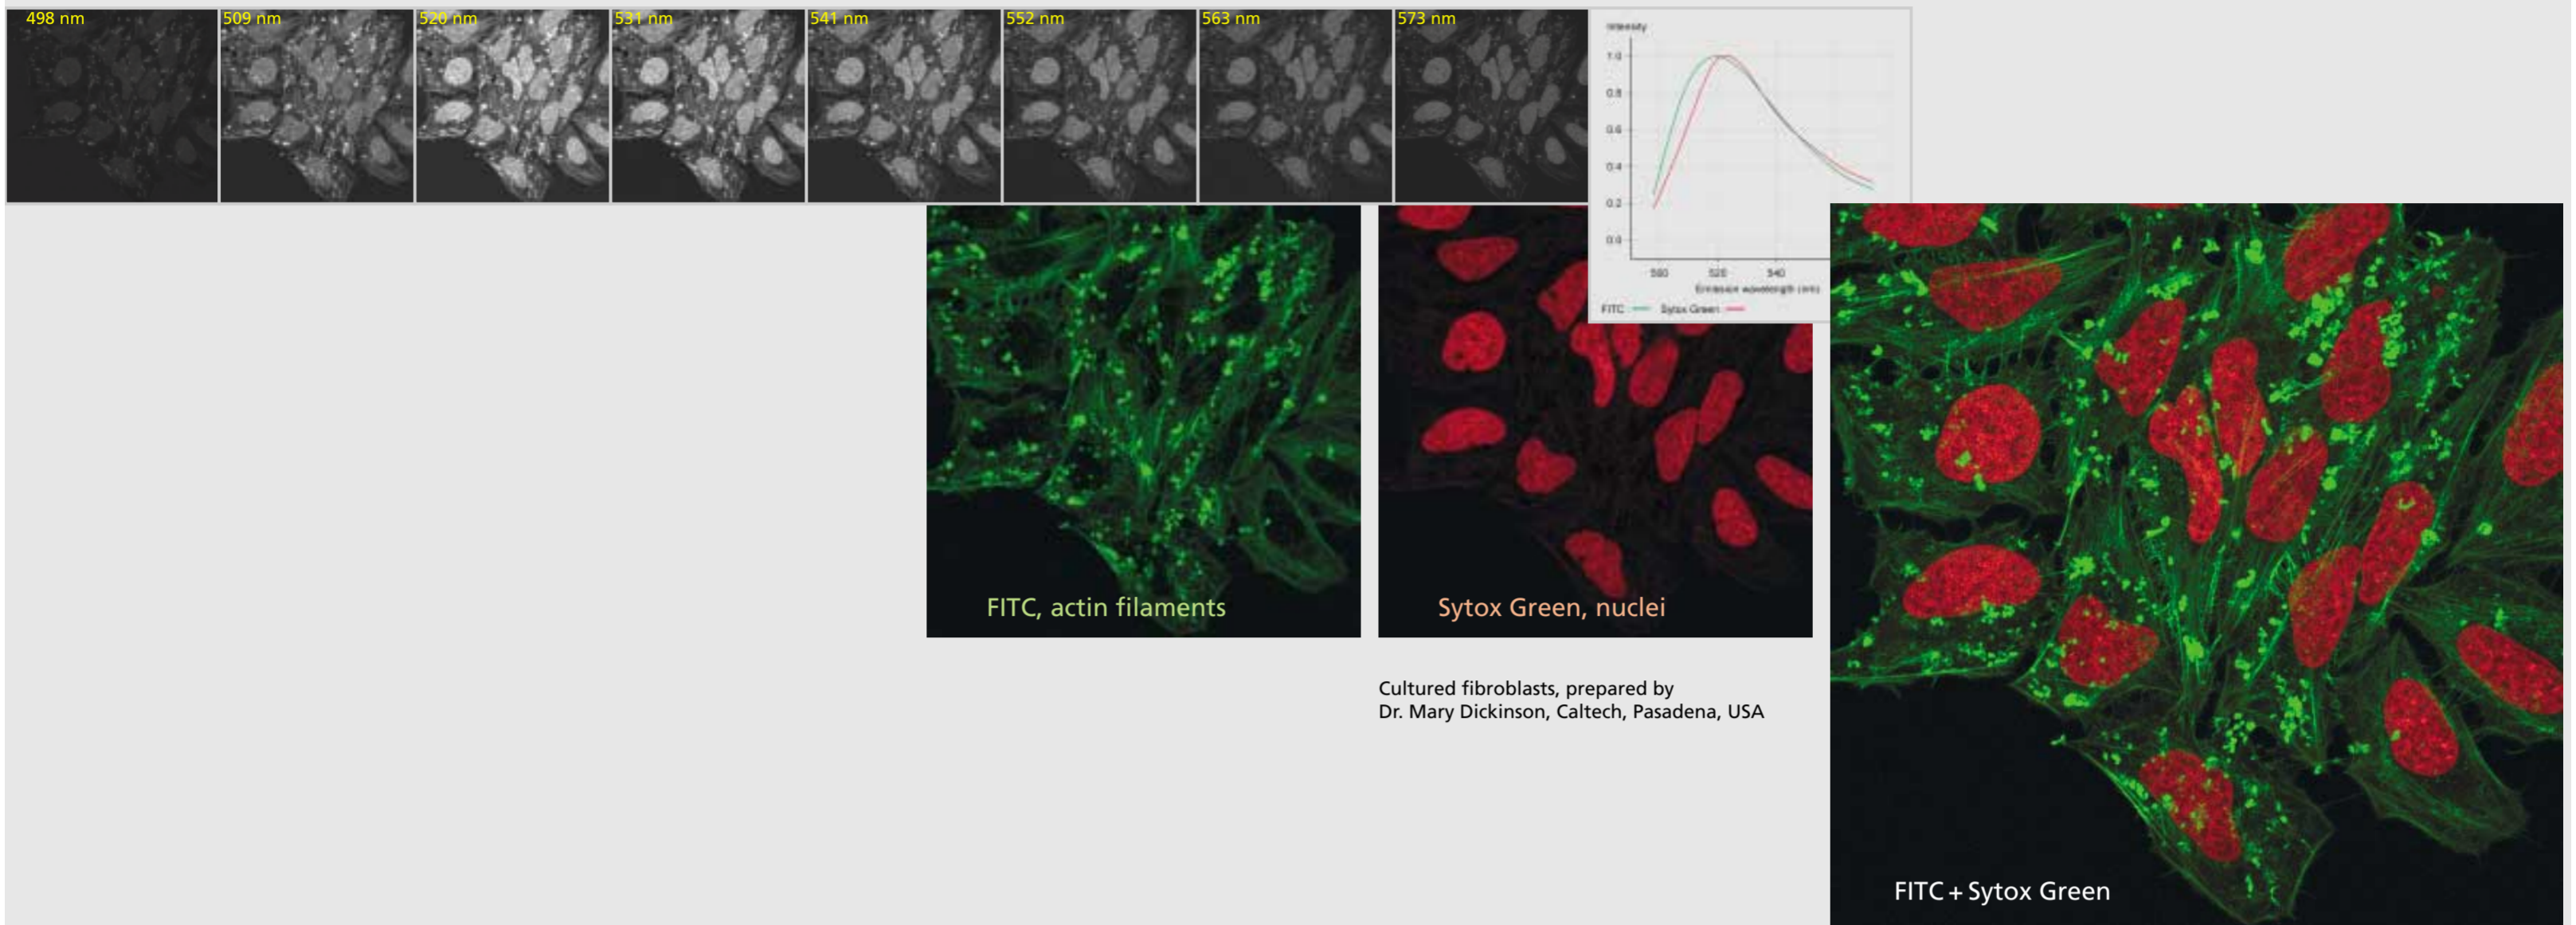 498 nm
509 nm
520 nm
531 nm
541 nm
552 nm
563 nm
573 nm
Intensity
1.0
0.8
0.6
0.4
0.2
0.0
500 520 540
Emission wavelength (nm)
FITC Sytox Green
FITC, actin filaments
Sytox Green, nuclei
Cultured fibroblasts, prepared by
Dr. Mary Dickinson, Caltech, Pasadena, USA
FITC + Sytox Green